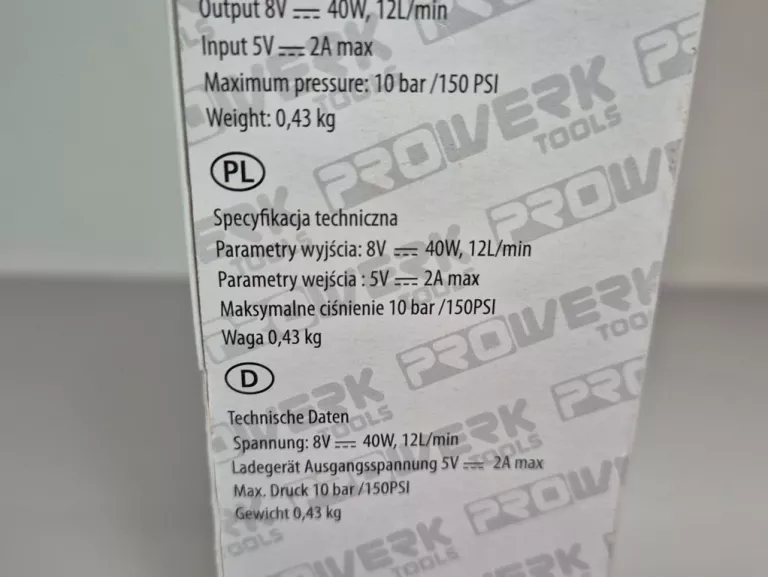 Output 8V ⎓ 40W, 12L/min
Input 5V ⎓ 2A max
Maximum pressure: 10 bar /150 PSI
Weight: 0,43 kg
PL
Specyfikacja techniczna
Parametry wyjścia: 8V ⎓ 40W, 12L/min
Parametry wejścia : 5V ⎓ 2A max
Maksymalne ciśnienie 10 bar /150PSI
Waga 0,43 kg
D
Technische Daten
Spannung: 8V ⎓ 40W, 12L/min
Ladegerät Ausgangsspannung 5V ⎓ 2A max
Max. Druck 10 bar /150PSI
Gewicht 0,43 kg
PROWERK
TOOLS